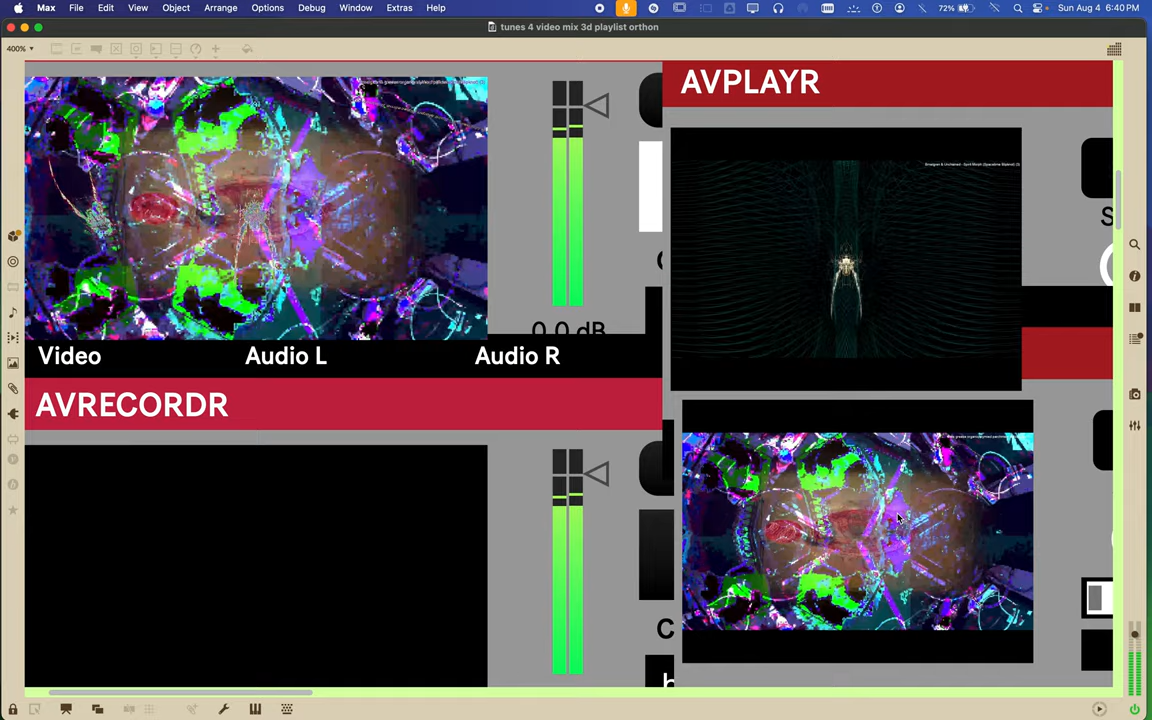 Max File Edit View Object Arrange Options Debug Window Extras Help
72% Sun Aug 4 6:40 PM
tunes 4 video mix 3d playlist orthon
400%
AVPLAYR
S
0.0 dB
Video Audio L Audio R
AVRECORDR
C